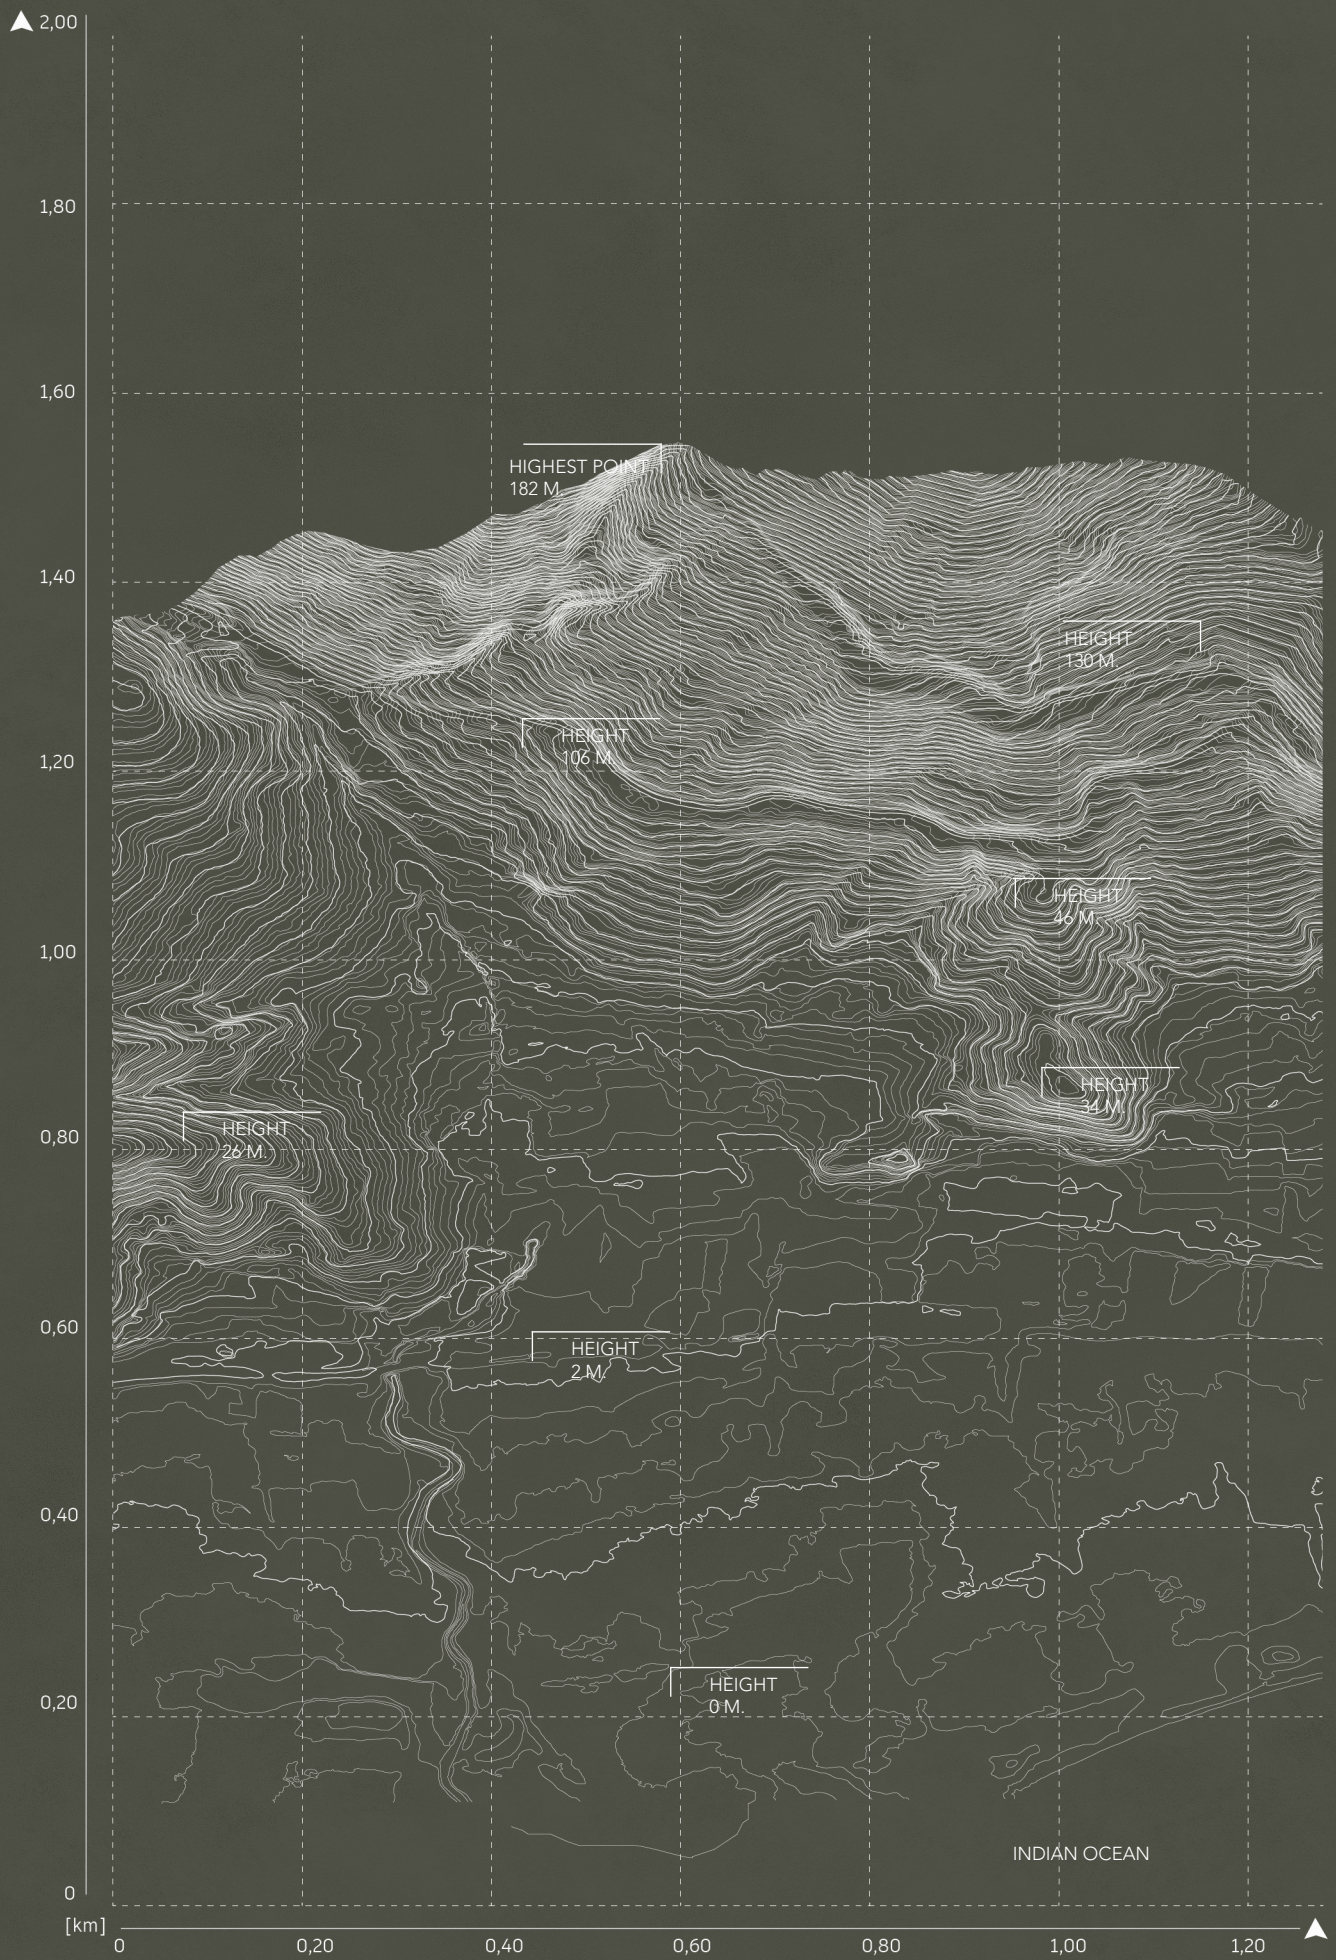 2,00
1,80
1,60
HIGHEST POINT
182 M.
1,40
HEIGHT
130 M.
HEIGHT
106 M.
1,20
HEIGHT
46 M.
1,00
HEIGHT
34 M.
HEIGHT
26 M.
0,80
0,60
HEIGHT
2 M.
0,40
HEIGHT
0 M.
0,20
INDIAN OCEAN
0
[km]
0 0,20 0,40 0,60 0,80 1,00 1,20